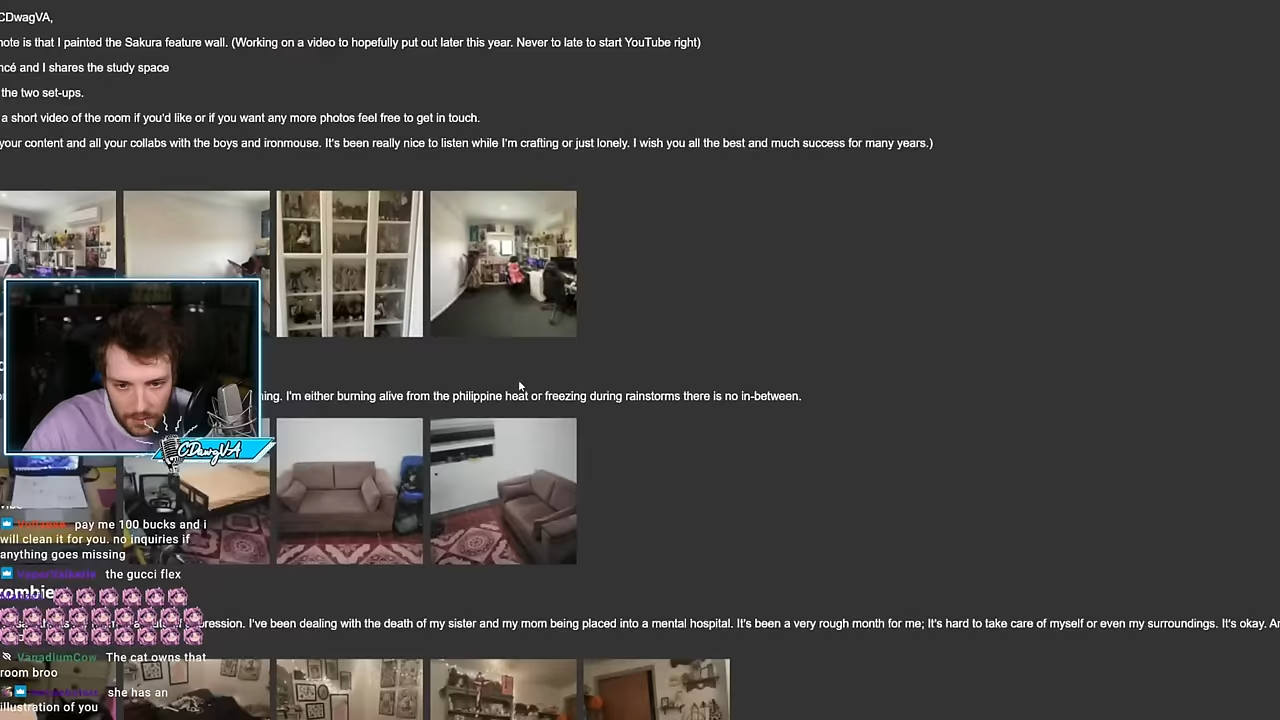 CDwagVA,
note is that I painted the Sakura feature wall. (Working on a video to hopefully put out later this year. Never to late to start YouTube right)
ncé and I shares the study space
the two set-ups.
a short video of the room if you'd like or if you want any more photos feel free to get in touch.
your content and all your collabs with the boys and ironmouse. It's been really nice to listen while I'm crafting or just lonely. I wish you all the best and much success for many years.)
ning. I'm either burning alive from the philippine heat or freezing during rainstorms there is no in-between.
CDawgVA
pay me 100 bucks and i
will clean it for you. no inquiries if
anything goes missing
the gucci flex
zombie
ression. I've been dealing with the death of my sister and my mom being placed into a mental hospital. It's been a very rough month for me; It's hard to take care of myself or even my surroundings. It's okay.
VanadiumCow The cat owns that
room broo
she has an
illustration of you